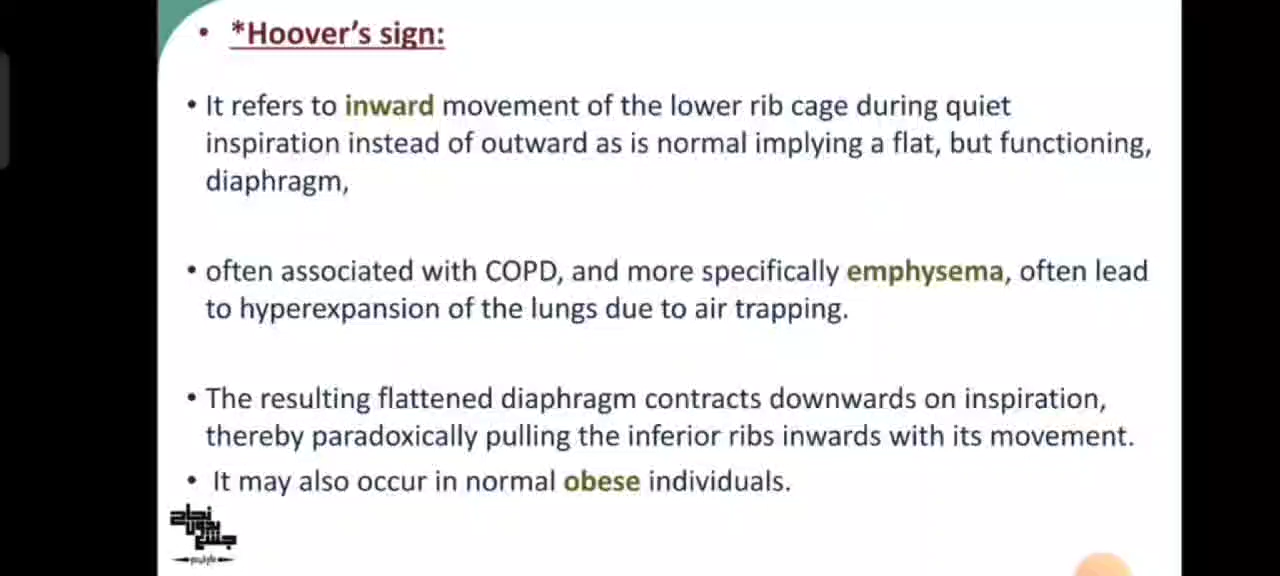 • *Hoover's sign:
• It refers to inward movement of the lower rib cage during quiet
inspiration instead of outward as is normal implying a flat, but functioning,
diaphragm,
• often associated with COPD, and more specifically emphysema, often lead
to hyperexpansion of the lungs due to air trapping.
• The resulting flattened diaphragm contracts downwards on inspiration,
thereby paradoxically pulling the inferior ribs inwards with its movement.
• It may also occur in normal obese individuals.